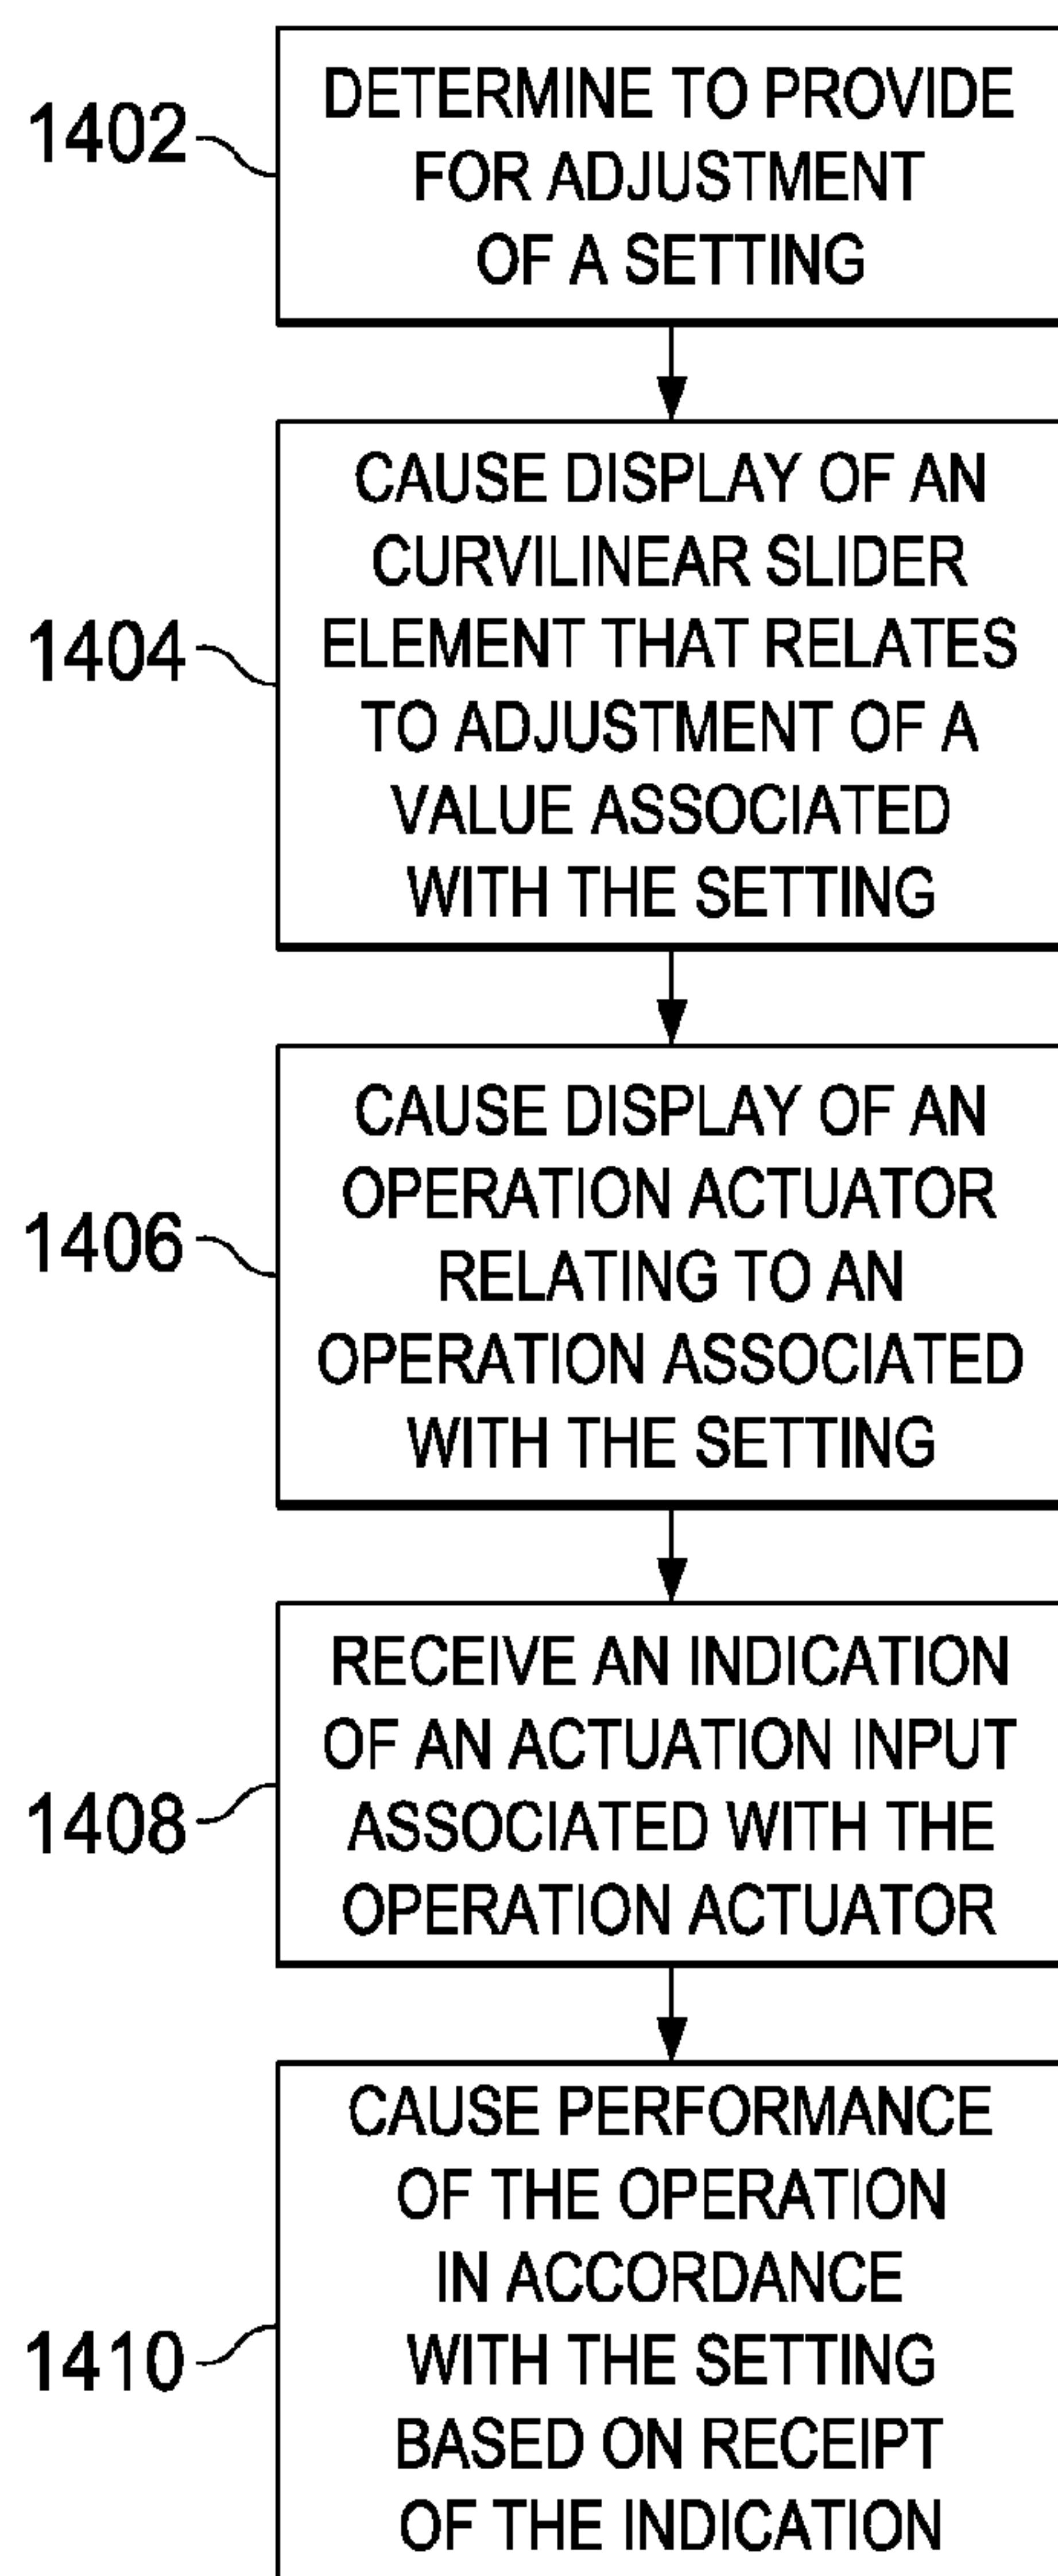 1402
DETERMINE TO PROVIDE
FOR ADJUSTMENT
OF A SETTING
1404
CAUSE DISPLAY OF AN
CURVILINEAR SLIDER
ELEMENT THAT RELATES
TO ADJUSTMENT OF A
VALUE ASSOCIATED
WITH THE SETTING
1406
CAUSE DISPLAY OF AN
OPERATION ACTUATOR
RELATING TO AN
OPERATION ASSOCIATED
WITH THE SETTING
1408
RECEIVE AN INDICATION
OF AN ACTUATION INPUT
ASSOCIATED WITH THE
OPERATION ACTUATOR
1410
CAUSE PERFORMANCE
OF THE OPERATION
IN ACCORDANCE
WITH THE SETTING
BASED ON RECEIPT
OF THE INDICATION